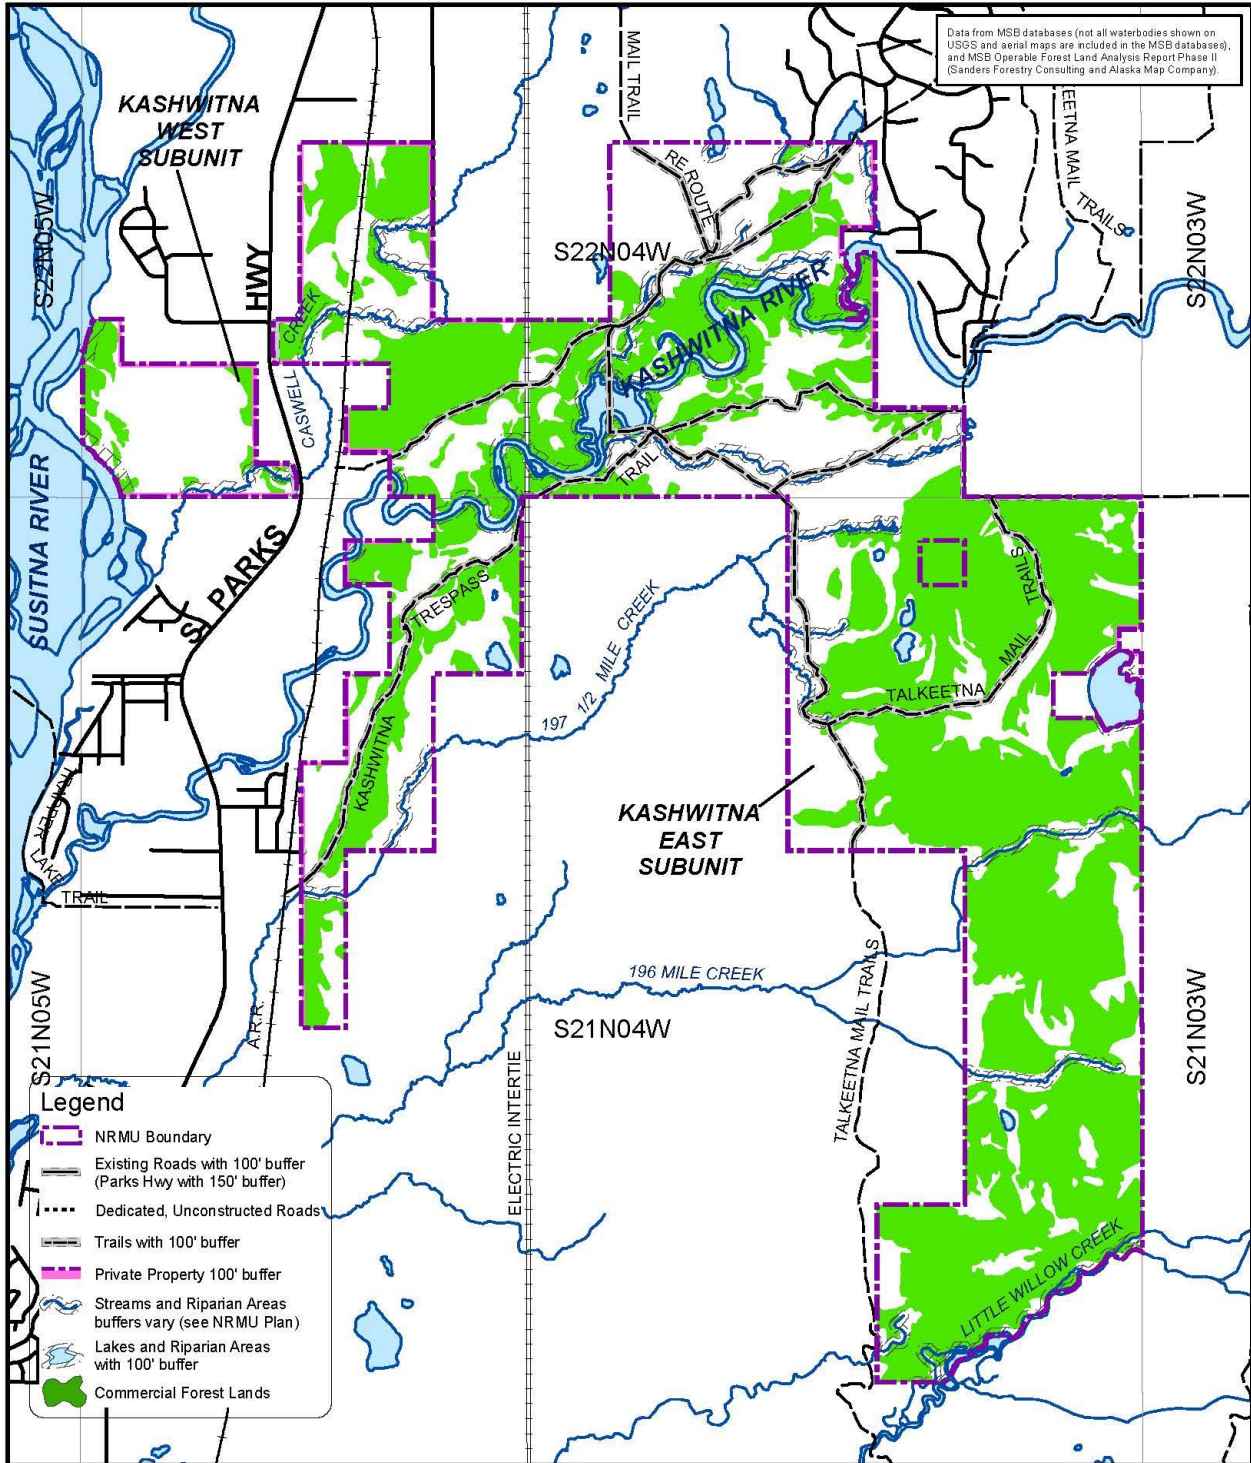 Data from MSB databases (not all waterbodies shown on
USGS and aerial maps are included in the MSB databases),
and MSB Operable Forest Land Analysis Report Phase II
(Sanders Forestry Consulting and Alaska Map Company).
KASHWITNA
WEST
SUBUNIT
MAIL TRAIL
RE ROUTE
EETNA MAIL TRAILS
S22N05W
HWY
S22N04W
S22N03W
CREEK
CASWELL
KASHWITNA RIVER
SUSITNA RIVER
TRAIL
S. PARKS
TRESPASS
KASHWITNA
197 1/2 MILE CREEK
TALKEETNA
MAIL
TRAILS
KASHWITNA
EAST
SUBUNIT
TRAPPER
LAKE
TRAIL
196 MILE CREEK
TALKEETNA MAIL TRAILS
S21N05W
A.R.R.
S21N04W
S21N03W
ELECTRIC INTERTIE
LITTLE WILLOW CREEK
Legend
NRMU Boundary
Existing Roads with 100' buffer
(Parks Hwy with 150' buffer)
Dedicated, Unconstructed Roads
Trails with 100' buffer
Private Property 100' buffer
Streams and Riparian Areas
buffers vary (see NRMU Plan)
Lakes and Riparian Areas
with 100' buffer
Commercial Forest Lands